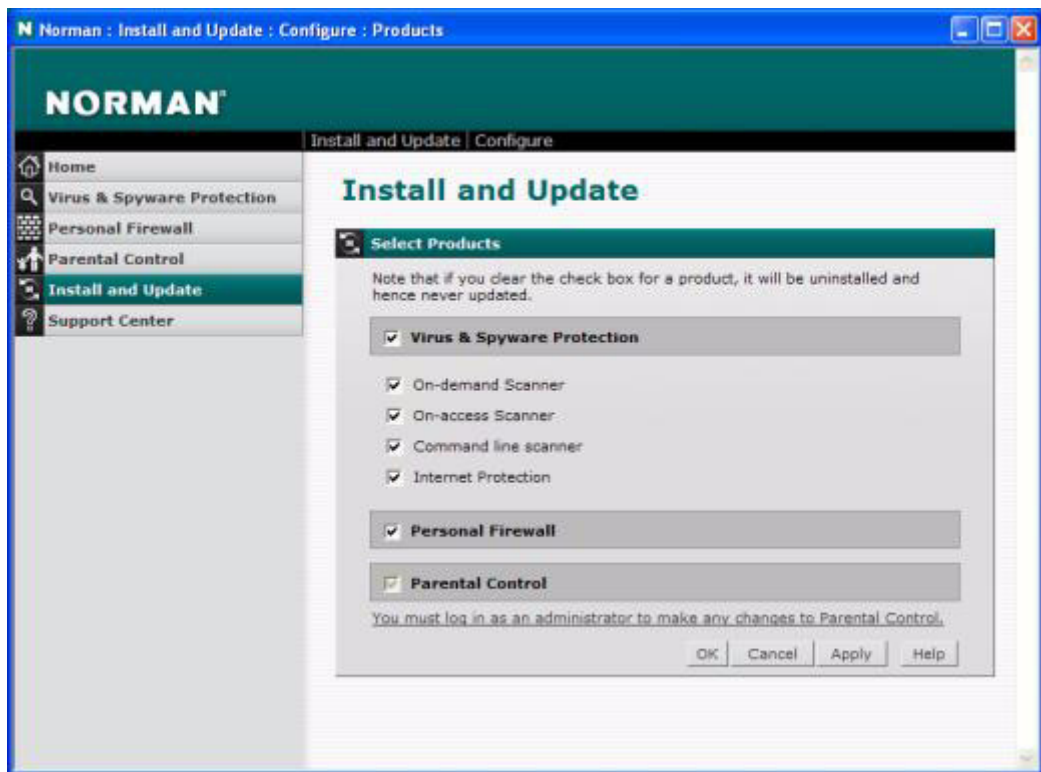 Norman : Install and Update : Configure : Products
NORMAN®
Install and Update | Configure
Home
Virus & Spyware Protection
Personal Firewall
Parental Control
Install and Update
Support Center
Install and Update
Select Products
Note that if you clear the check box for a product, it will be uninstalled and
hence never updated.
Virus & Spyware Protection
On-demand Scanner
On-access Scanner
Command line scanner
Internet Protection
Personal Firewall
Parental Control
You must log in as an administrator to make any changes to Parental Control.
OK Cancel Apply Help